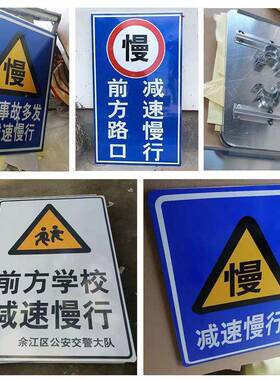 慢
事故多发
减速慢行
慢
前方路口
减速慢行
前方学校
减速慢行
余江区公安交警大队
慢
减速慢行